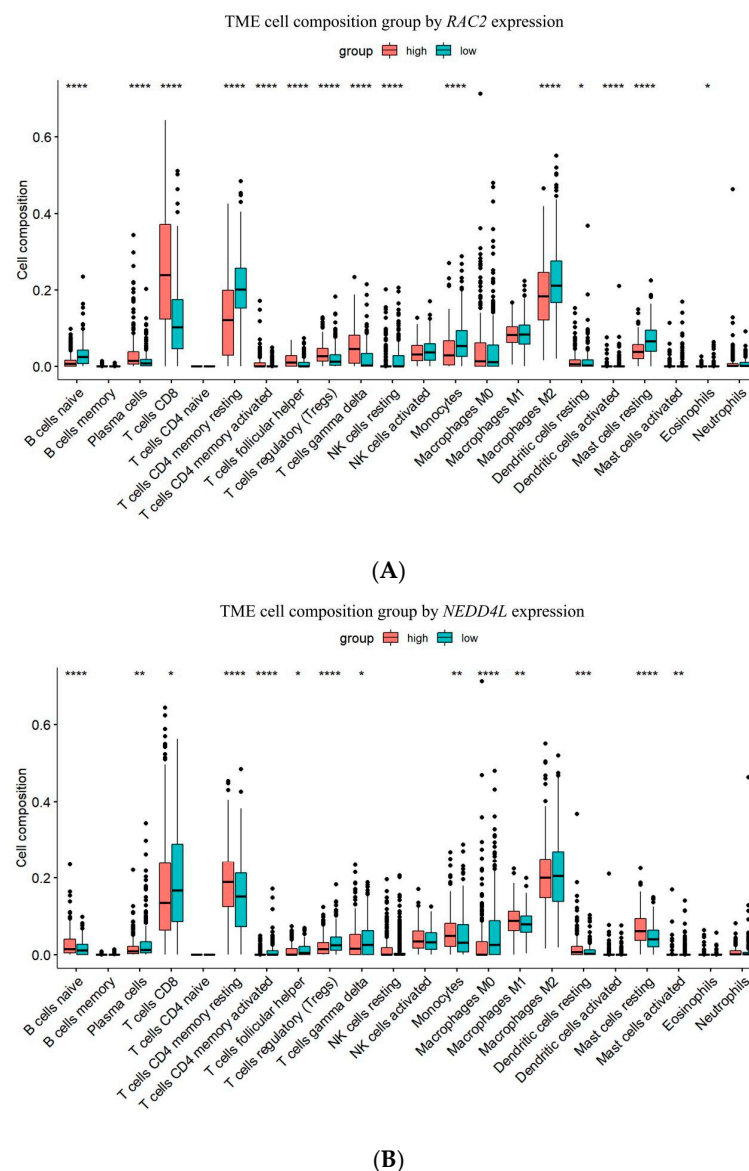 TME cell composition group by RAC2 expression
group high low
**** **** **** **** **** **** **** **** **** **** **** * **** **** *
Cell composition
0.6
0.4
0.2
0.0
B cells naive
B cells memory
Plasma cells
T cells CD8
T cells CD4 naive
T cells CD4 memory resting
T cells CD4 memory activated
T cells follicular helper
T cells regulatory (Tregs)
T cells gamma delta
NK cells resting
NK cells activated
Monocytes
Macrophages M0
Macrophages M1
Macrophages M2
Dendritic cells resting
Dendritic cells activated
Mast cells resting
Mast cells activated
Eosinophils
Neutrophils
(A)
TME cell composition group by NEDD4L expression
group high low
**** ** * **** **** * **** * ** **** ** *** **** **
Cell composition
0.6
0.4
0.2
0.0
B cells naive
B cells memory
Plasma cells
T cells CD8
T cells CD4 naive
T cells CD4 memory resting
T cells CD4 memory activated
T cells follicular helper
T cells regulatory (Tregs)
T cells gamma delta
NK cells resting
NK cells activated
Monocytes
Macrophages M0
Macrophages M1
Macrophages M2
Dendritic cells resting
Dendritic cells activated
Mast cells resting
Mast cells activated
Eosinophils
Neutrophils
(B)